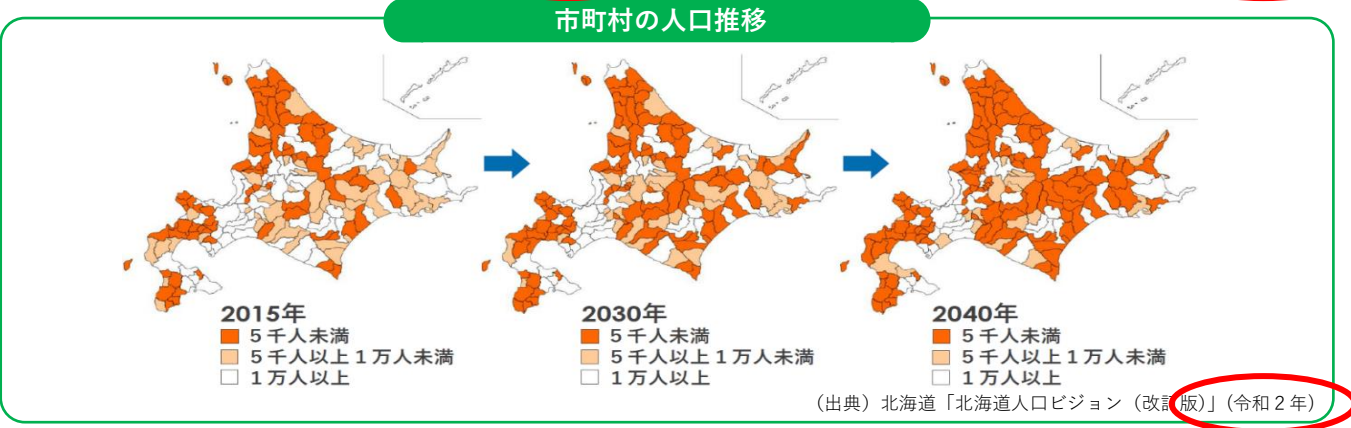 市町村の人口推移
2015年
5千人未満
5千人以上1万人未満
1万人以上
2030年
5千人未満
5千人以上1万人未満
1万人以上
2040年
5千人未満
5千人以上1万人未満
1万人以上
（出典）北海道「北海道人口ビジョン（改訂版）」（令和2年）